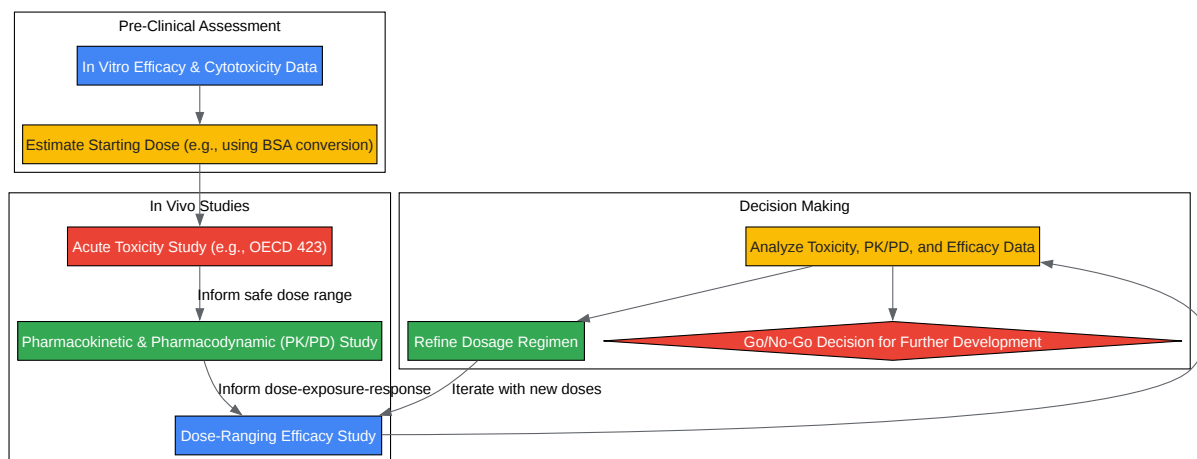 Pre-Clinical Assessment
In Vitro Efficacy & Cytotoxicity Data
Estimate Starting Dose (e.g., using BSA conversion)
In Vivo Studies
Acute Toxicity Study (e.g., OECD 423)
Inform safe dose range
Pharmacokinetic & Pharmacodynamic (PK/PD) Study
Inform dose-exposure-response
Dose-Ranging Efficacy Study
Decision Making
Analyze Toxicity, PK/PD, and Efficacy Data
Refine Dosage Regimen
Go/No-Go Decision for Further Development
Iterate with new doses